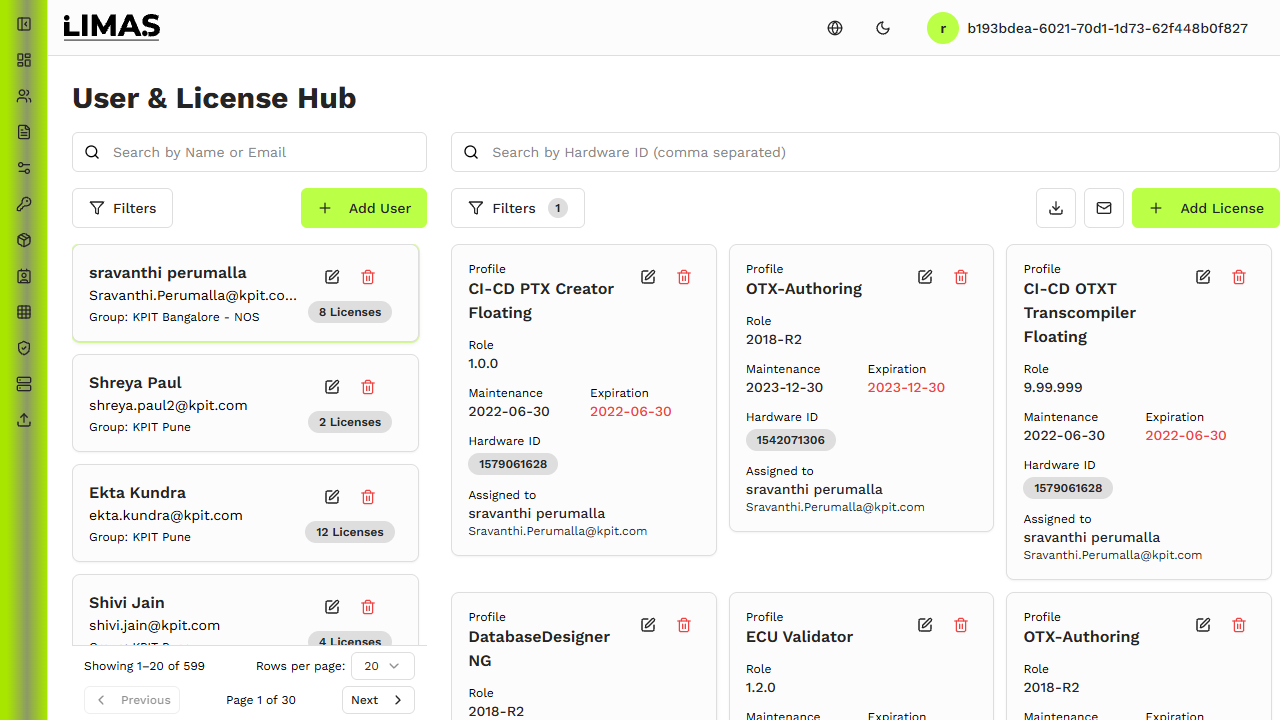 LIMAS
r
b193bdea-6021-70d1-1d73-62f448b0f827
User & License Hub
Search by Name or Email
Filters
Add User
sravanthi perumalla
Sravanthi.Perumalla@kpit.co...
Group: KPIT Bangalore - NOS
8 Licenses
Shreya Paul
shreya.paul2@kpit.com
Group: KPIT Pune
2 Licenses
Ekta Kundra
ekta.kundra@kpit.com
Group: KPIT Pune
12 Licenses
Shivi Jain
shivi.jain@kpit.com
4 Licenses
Showing 1–20 of 599
Rows per page:
20
Previous
Page 1 of 30
Next
Search by Hardware ID (comma separated)
Filters
1
Add License
Profile
CI-CD PTX Creator
Floating
Role
1.0.0
Maintenance
2022-06-30
Expiration
2022-06-30
Hardware ID
1579061628
Assigned to
sravanthi perumalla
Sravanthi.Perumalla@kpit.com
Profile
OTX-Authoring
Role
2018-R2
Maintenance
2023-12-30
Expiration
2023-12-30
Hardware ID
1542071306
Assigned to
sravanthi perumalla
Sravanthi.Perumalla@kpit.com
Profile
CI-CD OTXT
Transcompiler
Floating
Role
9.99.999
Maintenance
2022-06-30
Expiration
2022-06-30
Hardware ID
1579061628
Assigned to
sravanthi perumalla
Sravanthi.Perumalla@kpit.com
Profile
DatabaseDesigner
NG
Role
2018-R2
Profile
ECU Validator
Role
1.2.0
Maintenance
Expiration
Profile
OTX-Authoring
Role
2018-R2
Maintenance
Expiration